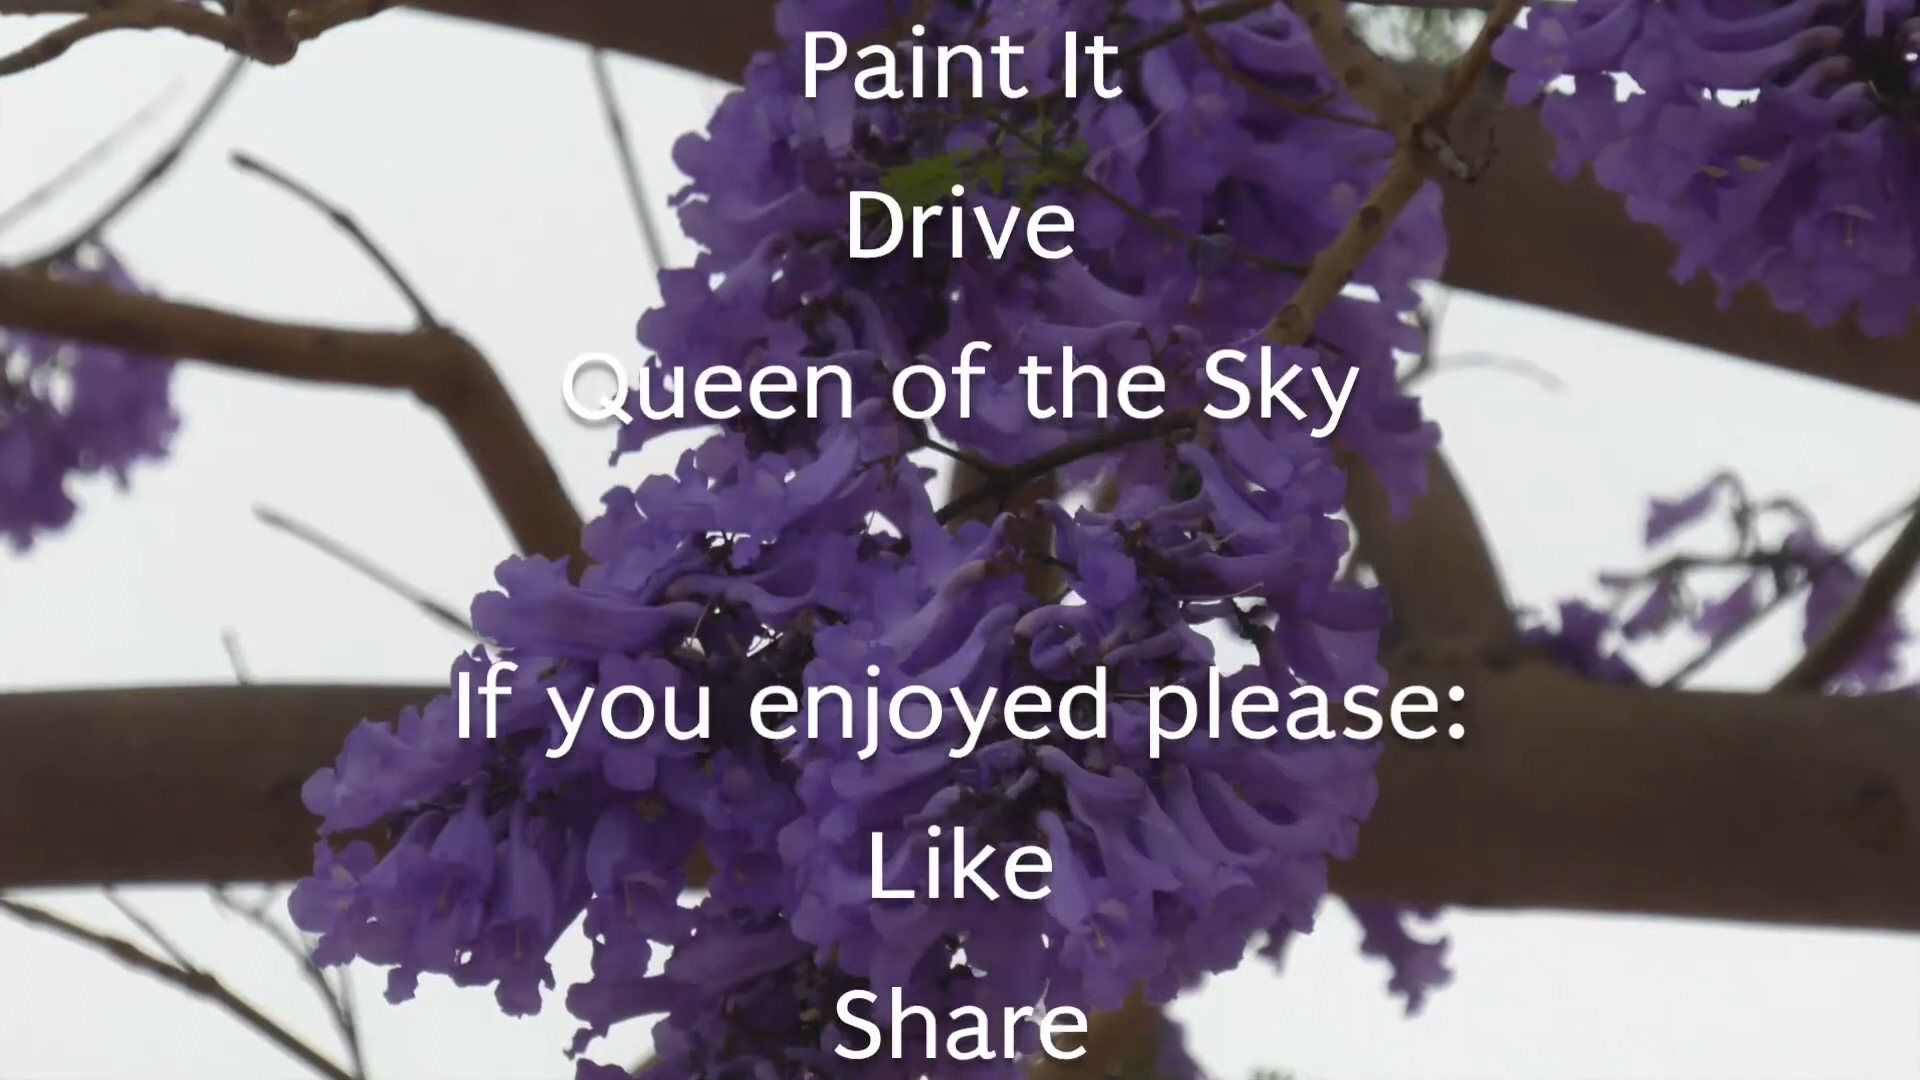 Paint It
Drive
Queen of the Sky
If you enjoyed please:
Like
Share